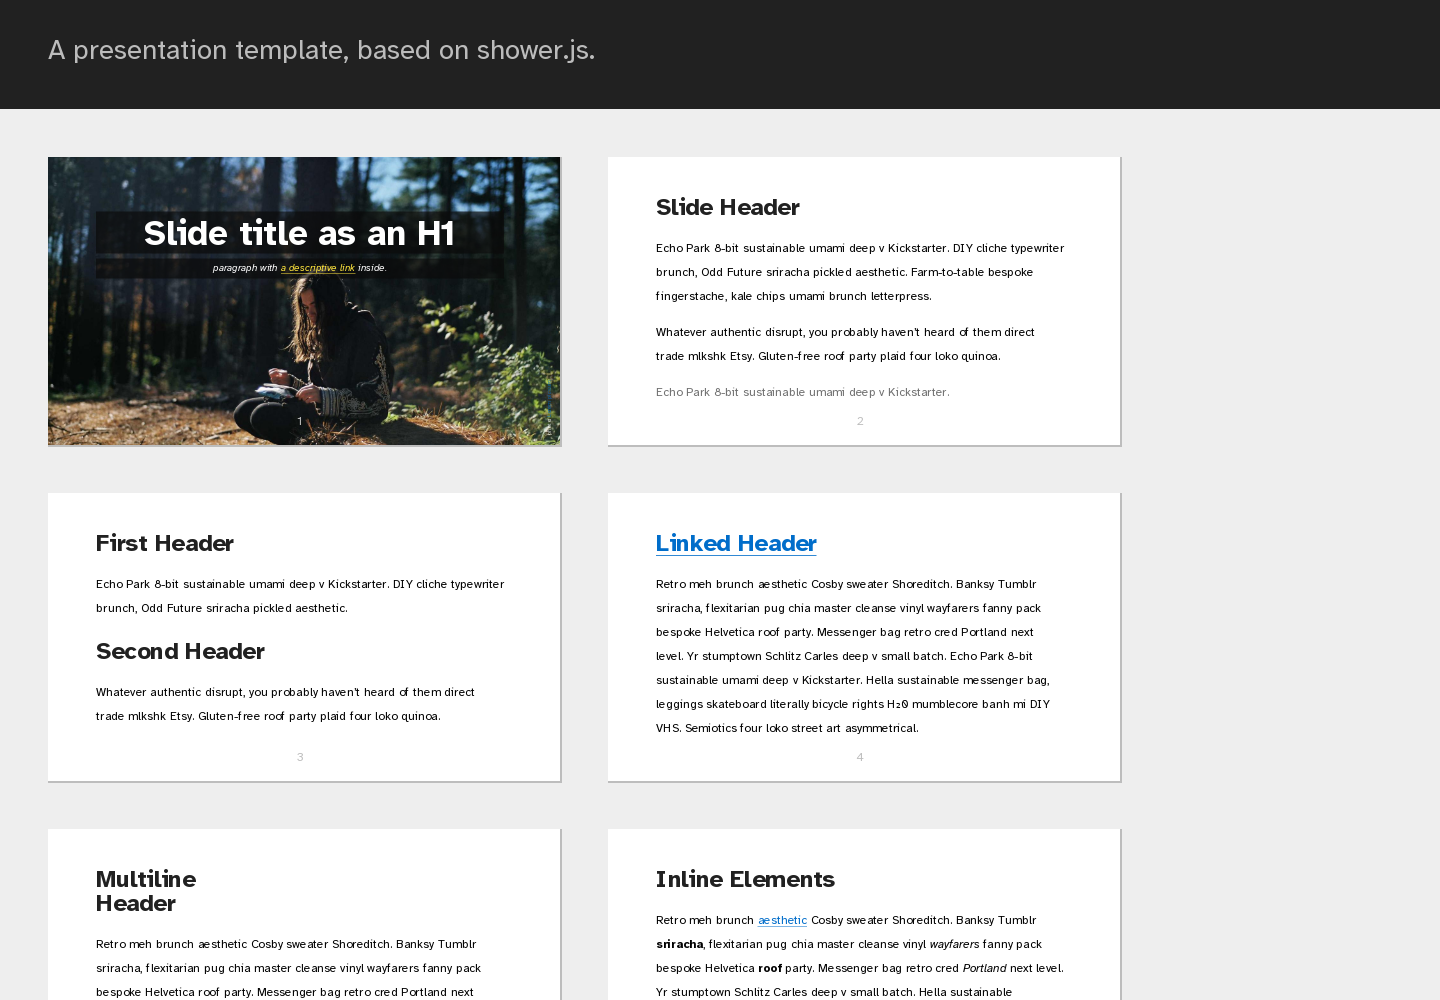 A presentation template, based on shower.js.
Slide title as an H1
paragraph with a descriptive link inside.
1
Slide Header
Echo Park 8-bit sustainable umami deep v Kickstarter. DIY cliche typewriter
brunch, Odd Future sriracha pickled aesthetic. Farm-to-table bespoke
fingerstache, kale chips umami brunch letterpress.
Whatever authentic disrupt, you probably haven't heard of them direct
trade mlkshk Etsy. Gluten-free roof party plaid four loko quinoa.
Echo Park 8-bit sustainable umami deep v Kickstarter.
2
First Header
Echo Park 8-bit sustainable umami deep v Kickstarter. DIY cliche typewriter
brunch, Odd Future sriracha pickled aesthetic.
Second Header
Whatever authentic disrupt, you probably haven't heard of them direct
trade mlkshk Etsy. Gluten-free roof party plaid four loko quinoa.
3
Linked Header
Retro meh brunch aesthetic Cosby sweater Shoreditch. Banksy Tumblr
sriracha, flexitarian pug chia master cleanse vinyl wayfarers fanny pack
bespoke Helvetica roof party. Messenger bag retro cred Portland next
level. Yr stumptown Schlitz Carles deep v small batch. Echo Park 8-bit
sustainable umami deep v Kickstarter. Hella sustainable messenger bag,
leggings skateboard literally bicycle rights H₂0 mumblecore banh mi DIY
VHS. Semiotics four loko street art asymmetrical.
4
Multiline
Header
Retro meh brunch aesthetic Cosby sweater Shoreditch. Banksy Tumblr
sriracha, flexitarian pug chia master cleanse vinyl wayfarers fanny pack
bespoke Helvetica roof party. Messenger bag retro cred Portland next
Inline Elements
Retro meh brunch aesthetic Cosby sweater Shoreditch. Banksy Tumblr
sriracha, flexitarian pug chia master cleanse vinyl wayfarers fanny pack
bespoke Helvetica roof party. Messenger bag retro cred Portland next level.
Yr stumptown Schlitz Carles deep v small batch. Hella sustainable